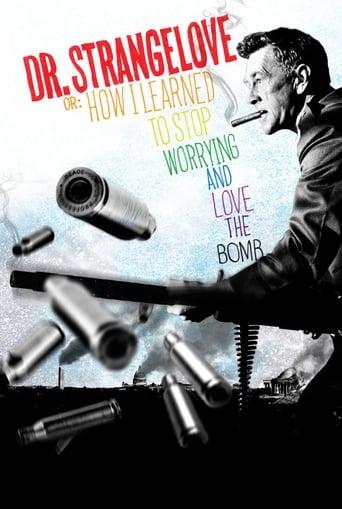 DR. STRANGELOVE
OR: HOW I LEARNED
TO STOP
WORRYING
AND
LOVE
THE
BOMB